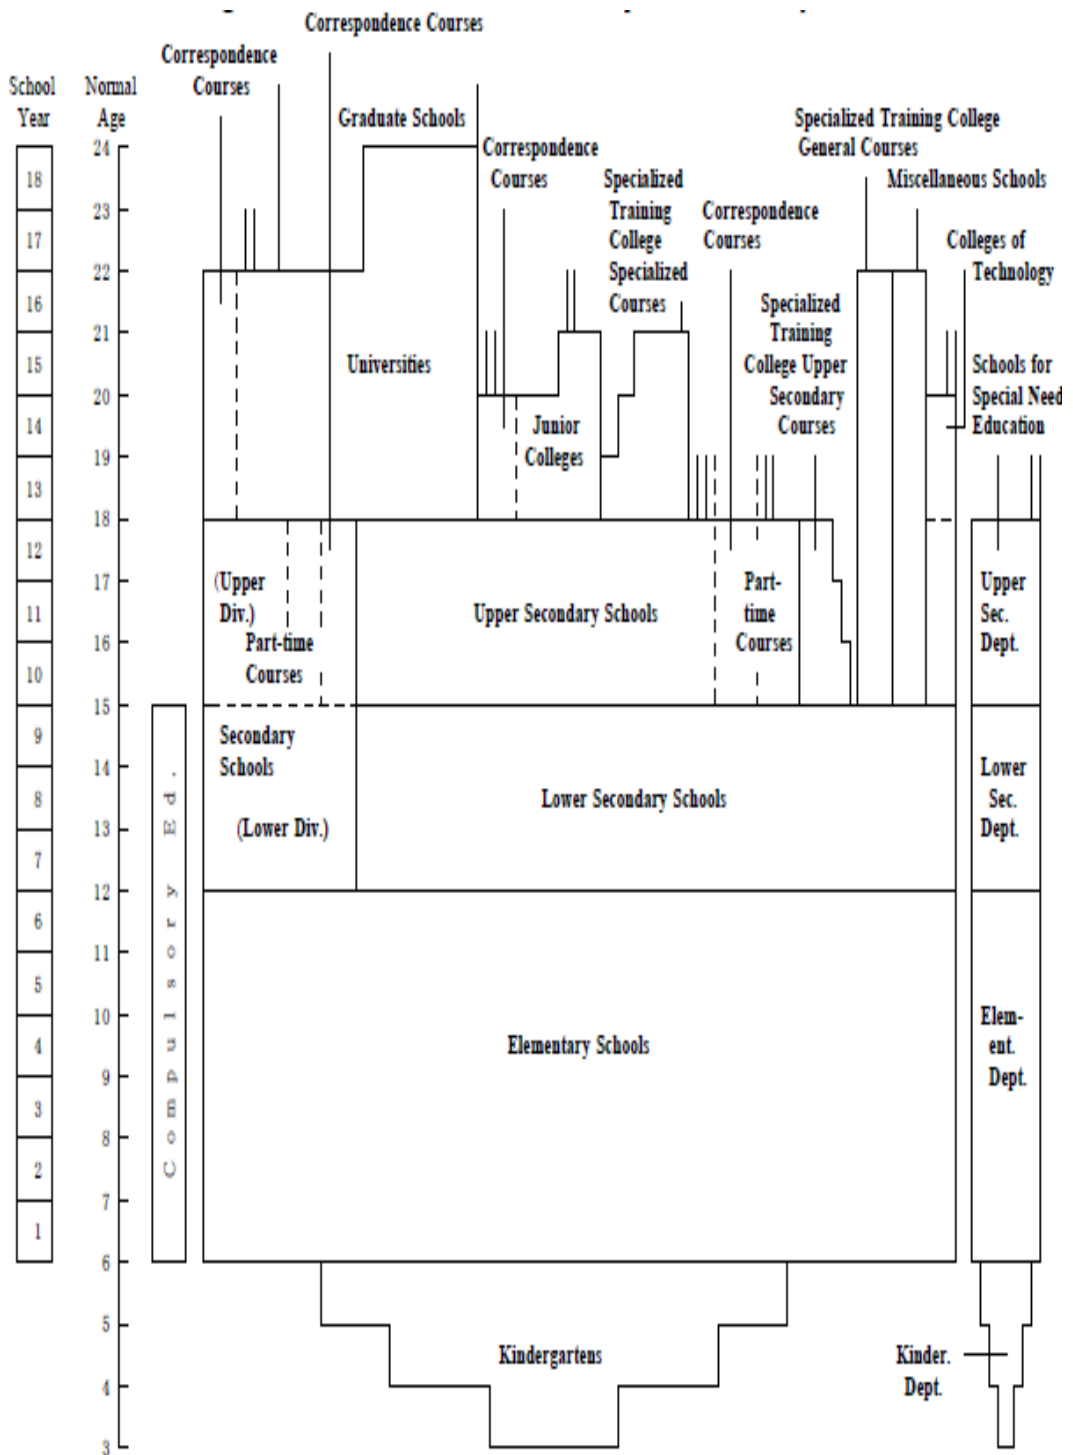 Correspondence Courses
Correspondence
Courses
School
Year
Normal
Age
Graduate Schools
Correspondence
Courses
Specialized
Training
College
Specialized
Courses
Correspondence
Courses
Specialized Training College
General Courses
Miscellaneous Schools
Colleges of
Technology
Specialized
Training
College Upper
Secondary
Courses
Schools for
Special Need
Education
Universities
Junior
Colleges
24
18
23
17
22
16
21
15
20
14
19
13
18
12
17
11
16
10
15
9
14
8
13
7
12
6
11
5
10
4
9
3
8
2
7
1
6
5
4
3
(Upper
Div.)
Part-time
Courses
Upper Secondary Schools
Part-
time
Courses
Upper
Sec.
Dept.
Secondary
Schools
(Lower Div.)
Lower Secondary Schools
Lower
Sec.
Dept.
Compulsory Ed.
Elementary Schools
Elem-
ent.
Dept.
Kindergartens
Kinder.
Dept.